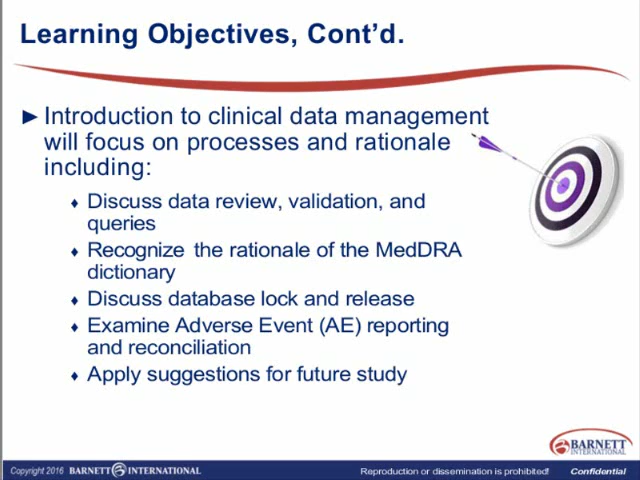 Learning Objectives, Cont'd.
► Introduction to clinical data management
will focus on processes and rationale
including:
♦ Discuss data review, validation, and
queries
♦ Recognize the rationale of the MedDRA
dictionary
♦ Discuss database lock and release
♦ Examine Adverse Event (AE) reporting
and reconciliation
♦ Apply suggestions for future study
BARNETT
INTERNATIONAL
Copyright 2016 BARNETT INTERNATIONAL
Reproduction or dissemination is prohibited! Confidential